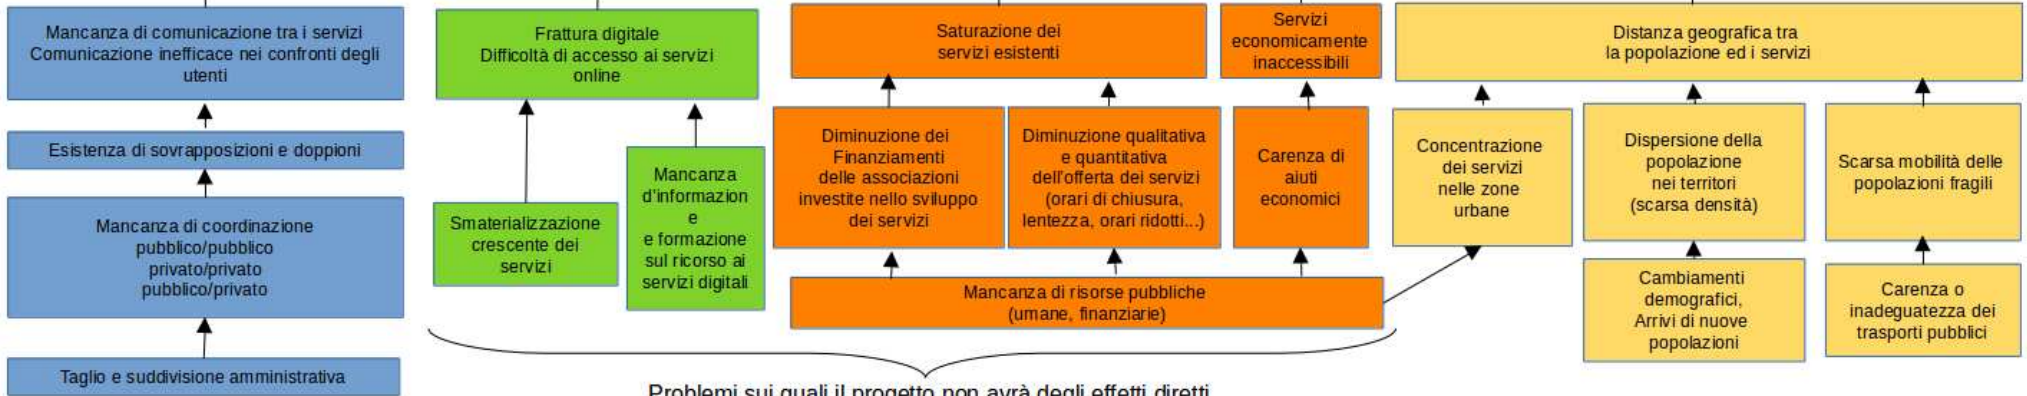 Mancanza di comunicazione tra i servizi
Comunicazione inefficace nei confronti degli
utenti
Esistenza di sovrapposizioni e doppioni
Mancanza di coordinazione
pubblico/pubblico
privato/privato
pubblico/privato
Taglio e suddivisione amministrativa
Frattura digitale
Difficoltà di accesso ai servizi
online
Smaterializzazione
crescente dei
servizi
Mancanza
d'informazion
e
e formazione
sul ricorso ai
servizi digitali
Saturazione dei
servizi esistenti
Servizi
economicamente
inaccessibili
Diminuzione dei
Finanziamenti
delle associazioni
investite nello sviluppo
dei servizi
Diminuzione qualitativa
e quantitativa
dell'offerta dei servizi
(orari di chiusura,
lentezza, orari ridotti...)
Carenza di
aiuti
economici
Mancanza di risorse pubbliche
(umane, finanziarie)
Distanza geografica tra
la popolazione ed i servizi
Concentrazione
dei servizi
nelle zone
urbane
Dispersione della
popolazione
nei territori
(scarsa densità)
Scarsa mobilità delle
popolazioni fragili
Cambiamenti
demografici,
Arrivi di nuove
popolazioni
Carenza o
inadeguatezza dei
trasporti pubblici
Problemi sui quali il progetto non avrà degli effetti diretti